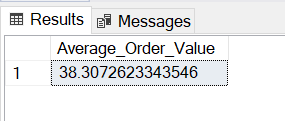 Results Messages
Average_Order_Value
1 38.3072623343546